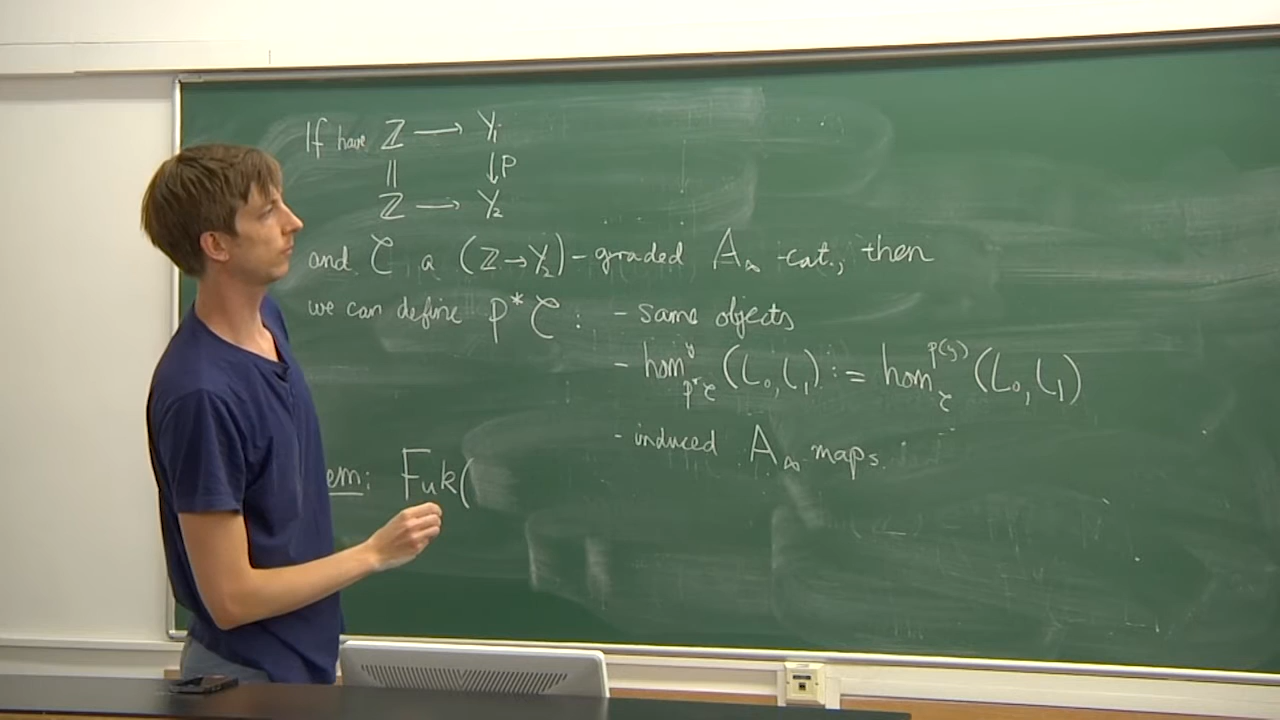 If have ℤ → Y₁
‖ ↓ p
ℤ → Y₂
and 𝒞 a (ℤ → Y₂) - graded A∞ - cat., then
we can define p*𝒞 : - same objects
- hom^y_{p*𝒞} (L₀, L₁) := hom^{p(y)}_𝒞 (L₀, L₁)
- induced A∞ maps.
em: Fuk(